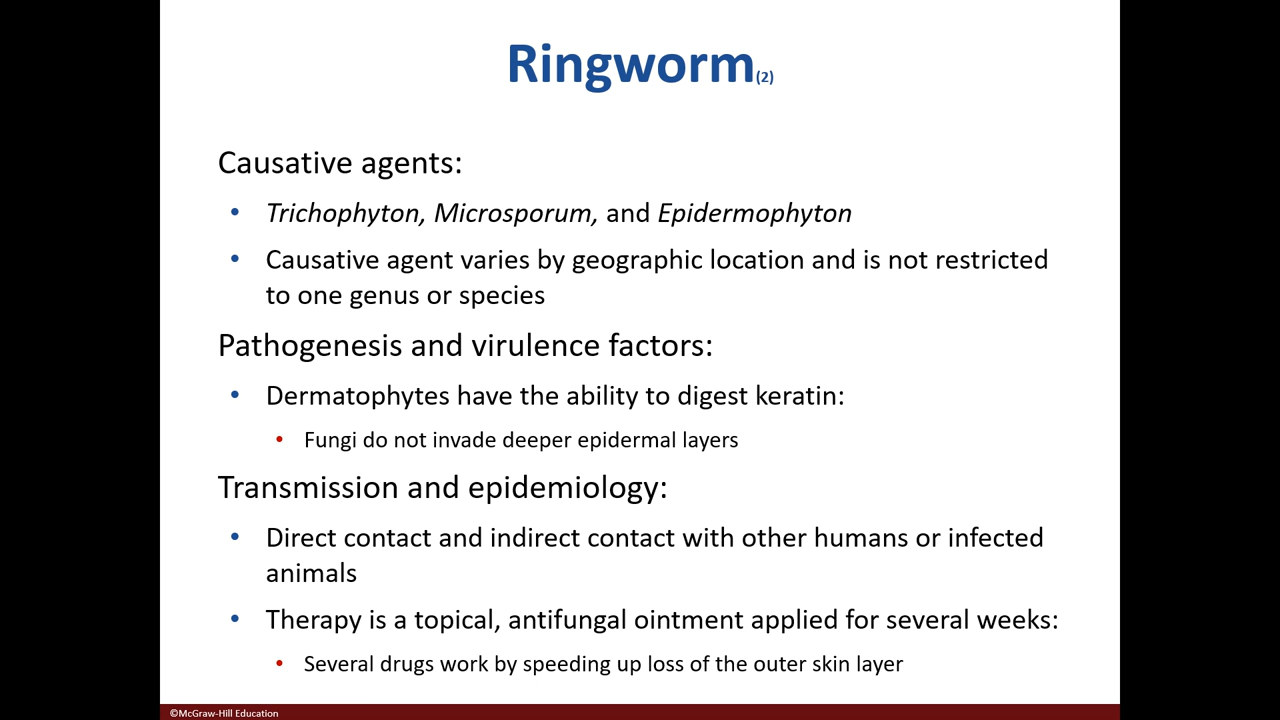 Ringworm(2)
Causative agents:
• Trichophyton, Microsporum, and Epidermophyton
• Causative agent varies by geographic location and is not restricted
to one genus or species
Pathogenesis and virulence factors:
• Dermatophytes have the ability to digest keratin:
• Fungi do not invade deeper epidermal layers
Transmission and epidemiology:
• Direct contact and indirect contact with other humans or infected
animals
• Therapy is a topical, antifungal ointment applied for several weeks:
• Several drugs work by speeding up loss of the outer skin layer
©McGraw-Hill Education